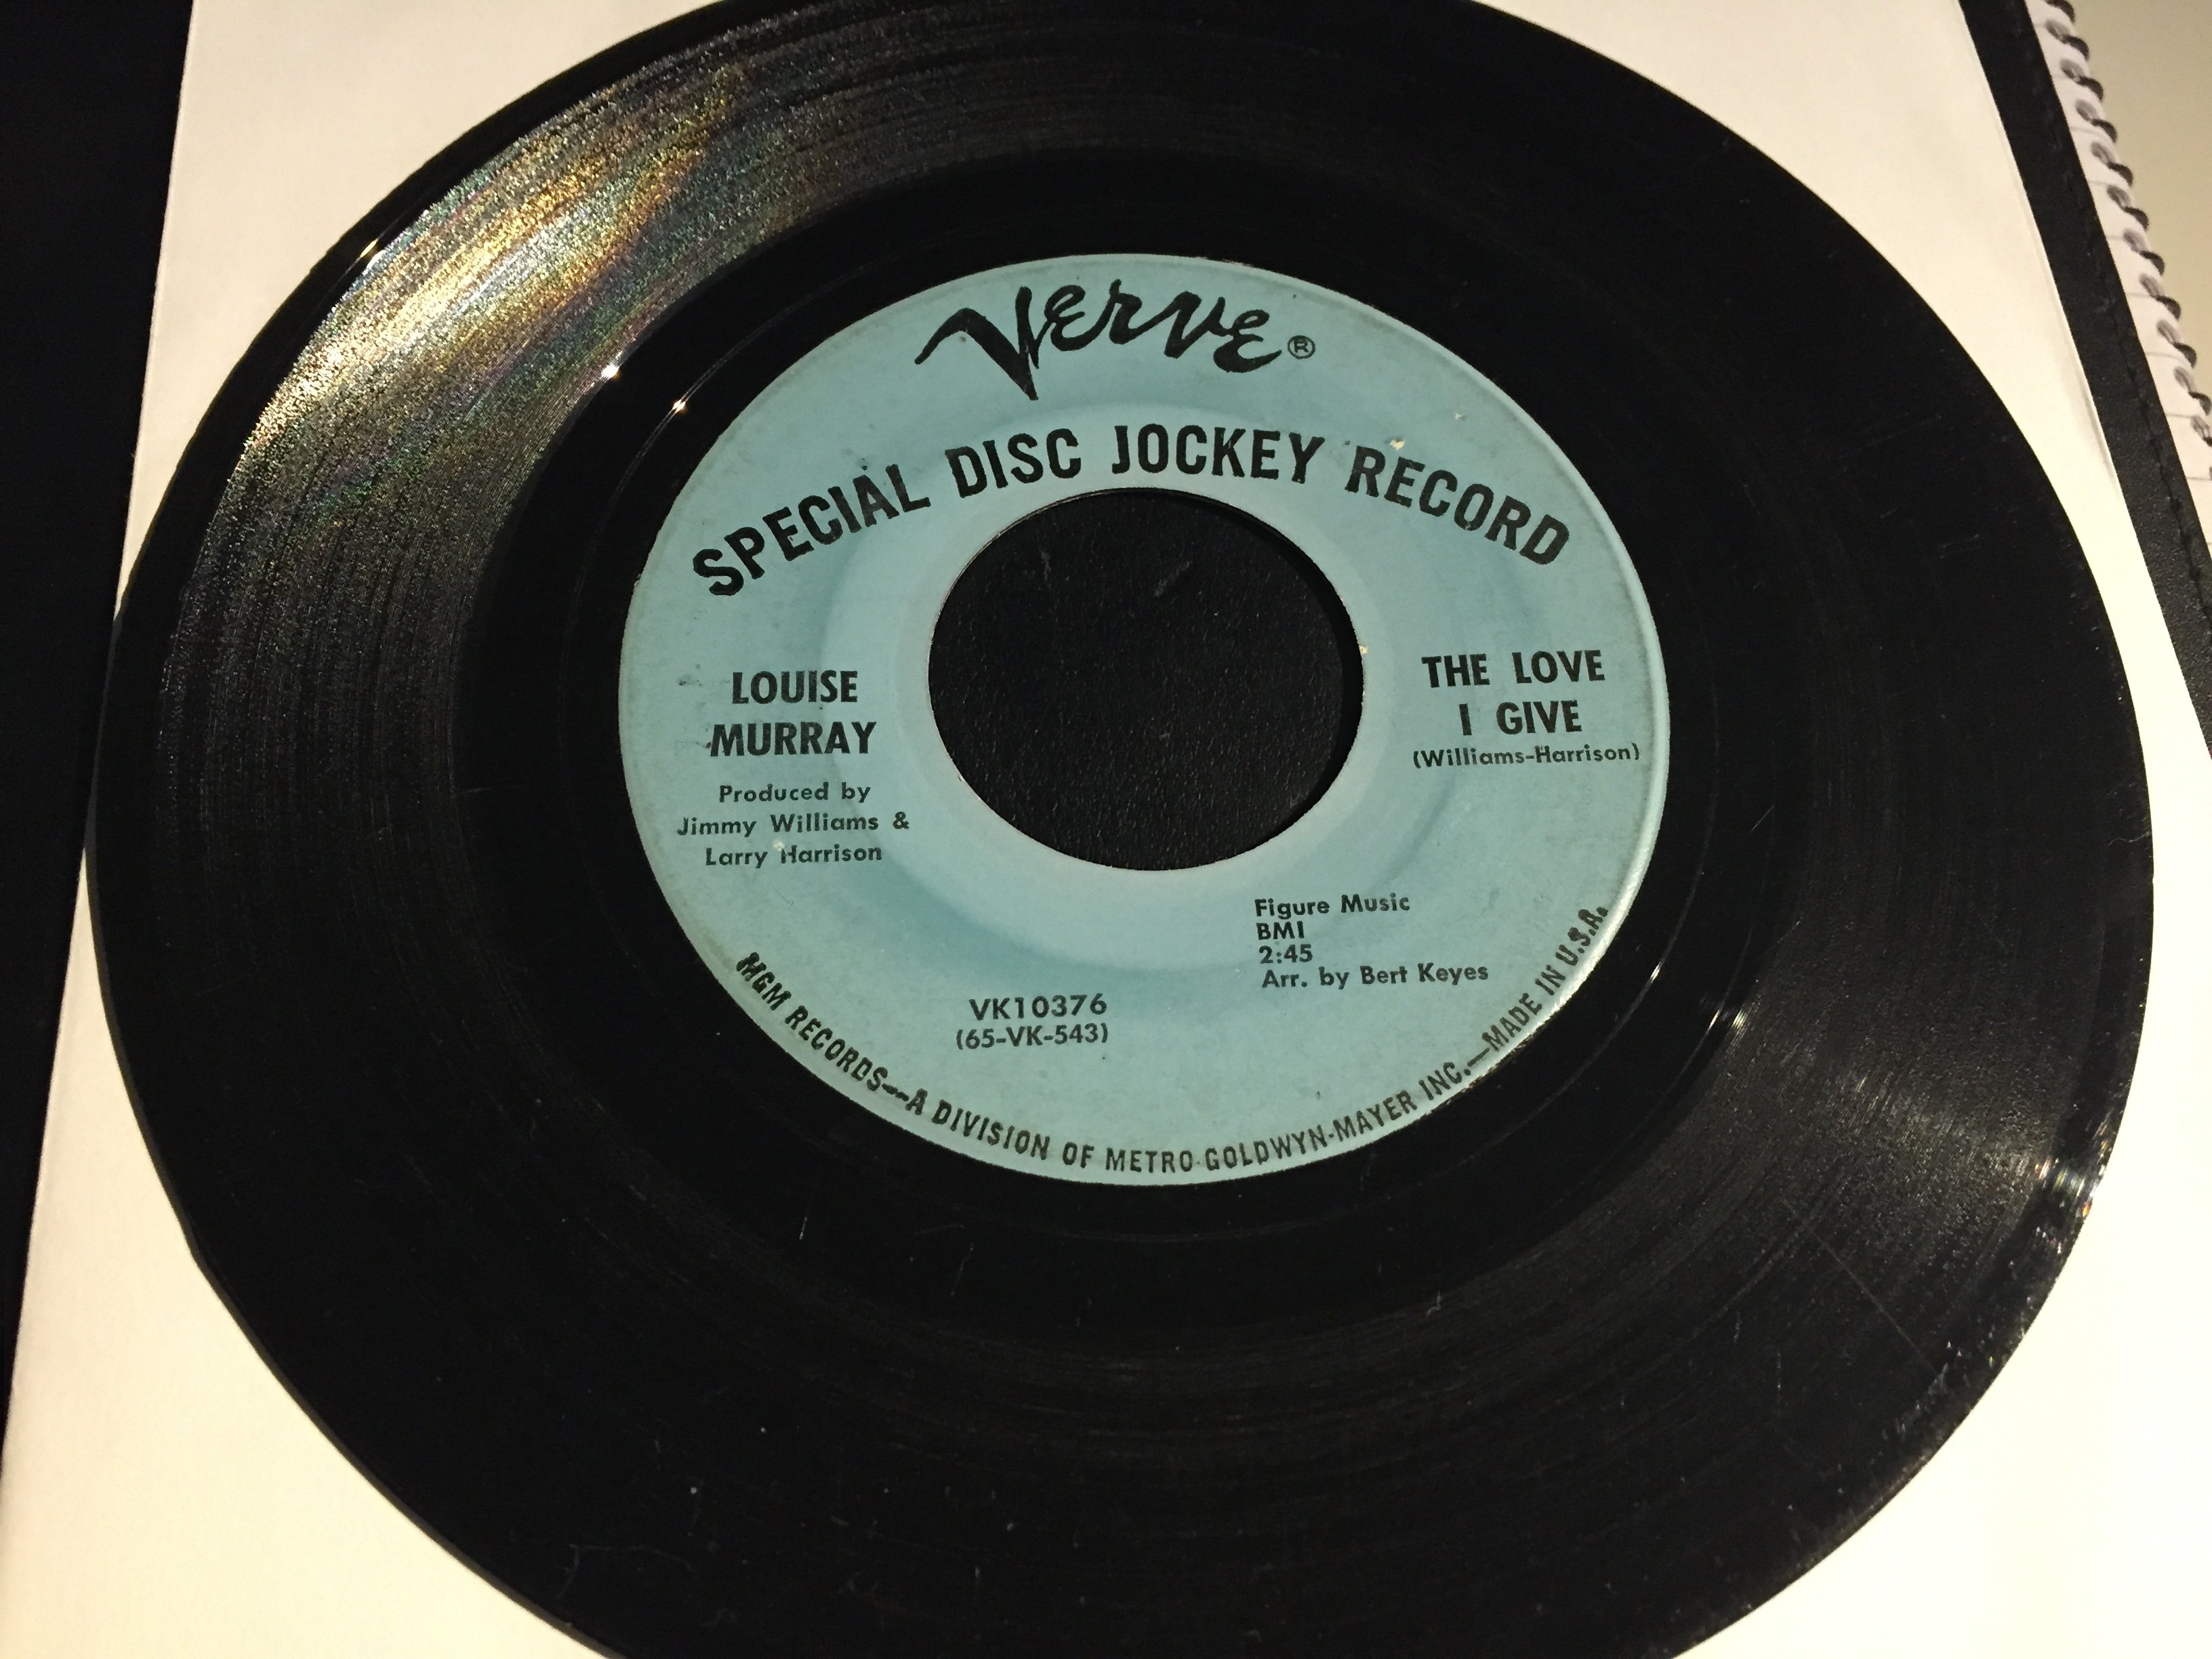 Verve®
SPECIAL DISC JOCKEY RECORD
LOUISE
MURRAY
Produced by
Jimmy Williams &
Larry Harrison
THE LOVE
I GIVE
(Williams-Harrison)
Figure Music
BMI
2:45
Arr. by Bert Keyes
VK10376
(65-VK-543)
MGM RECORDS—A DIVISION OF METRO-GOLDWYN-MAYER INC.—MADE IN U.S.A.